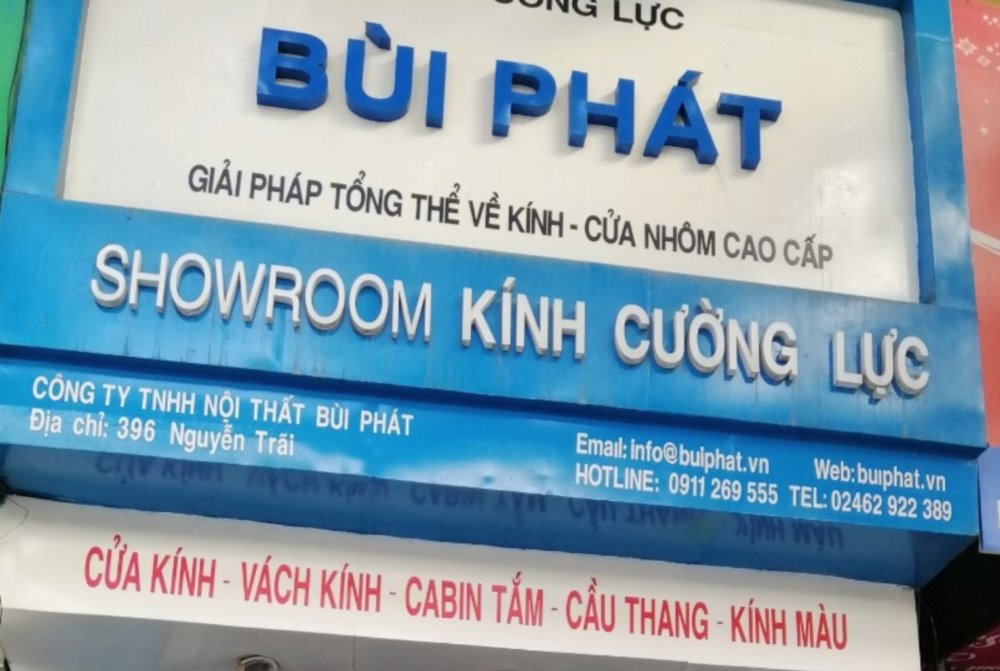 LỰC
BÙI PHÁT
GIẢI PHÁP TỔNG THỂ VỀ KÍNH - CỬA NHÔM CAO CẤP
SHOWROOM KÍNH CƯỜNG LỰC
CÔNG TY TNHH NỘI THẤT BÙI PHÁT
Địa chỉ: 396 Nguyễn Trãi
Email: info@buiphat.vn Web: buiphat.vn
HOTLINE: 0911 269 555 TEL: 02462 922 389
CỬA KÍNH - VÁCH KÍNH - CABIN TẮM - CẦU THANG - KÍNH MÀU